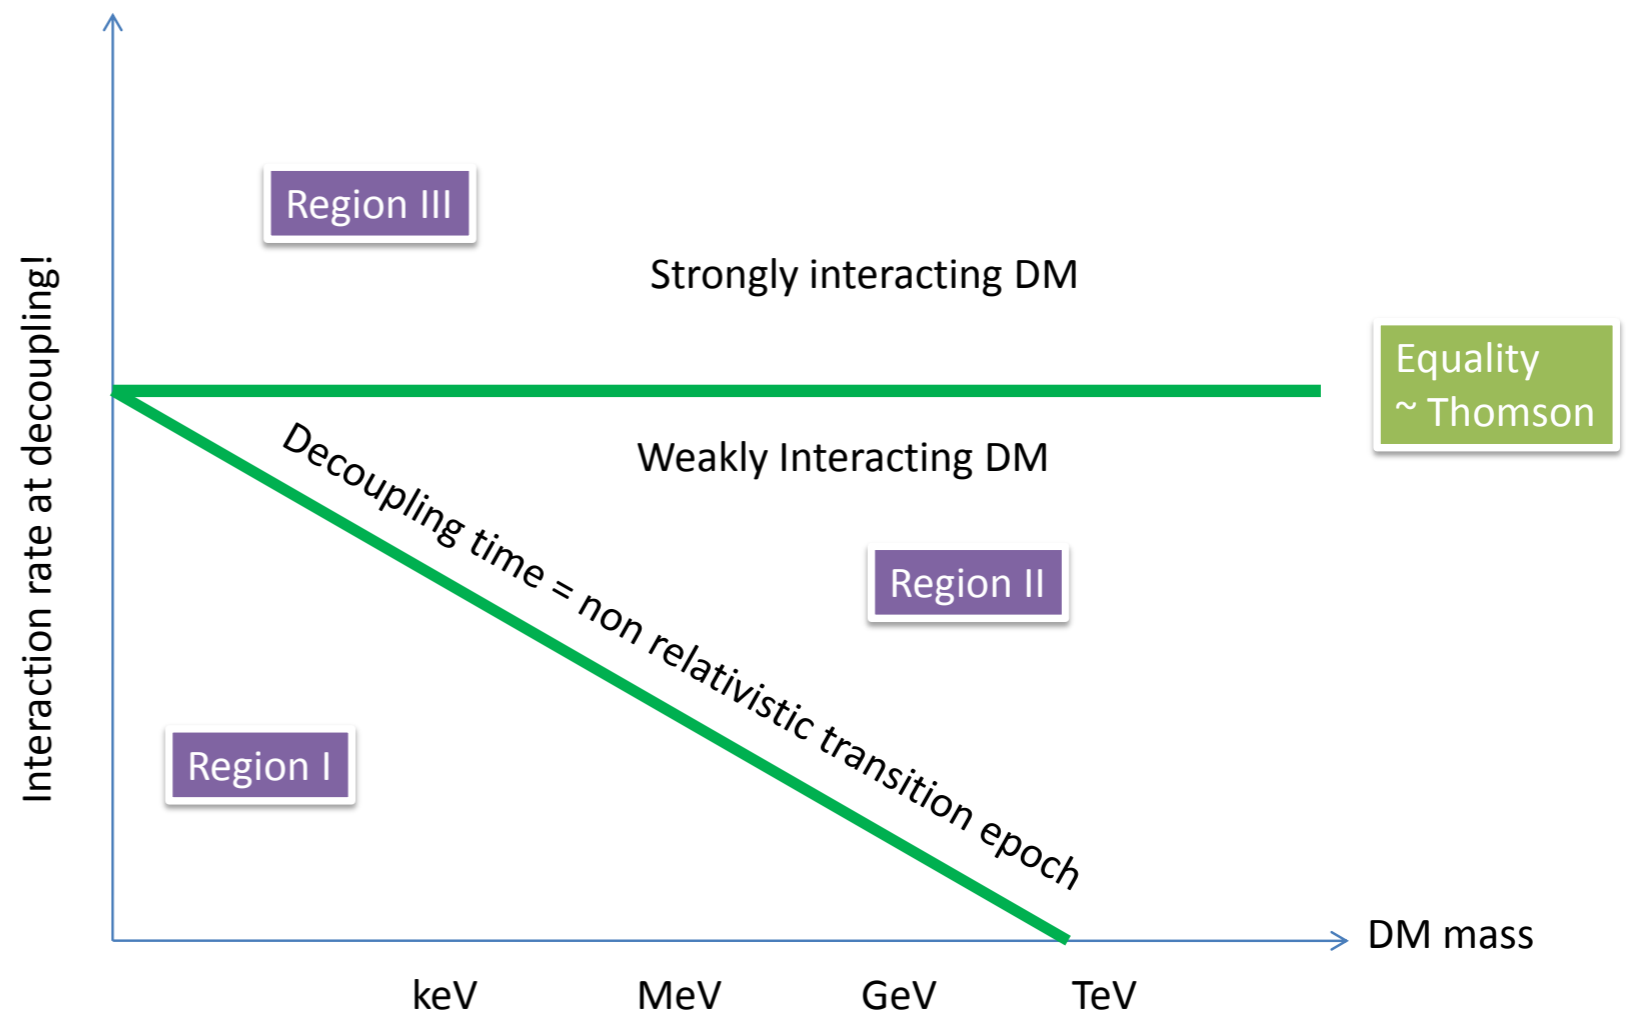 Interaction rate at decoupling!
Region III
Strongly interacting DM
Equality
~ Thomson
Weakly Interacting DM
Decoupling time = non relativistic transition epoch
Region II
Region I
DM mass
keV MeV GeV TeV